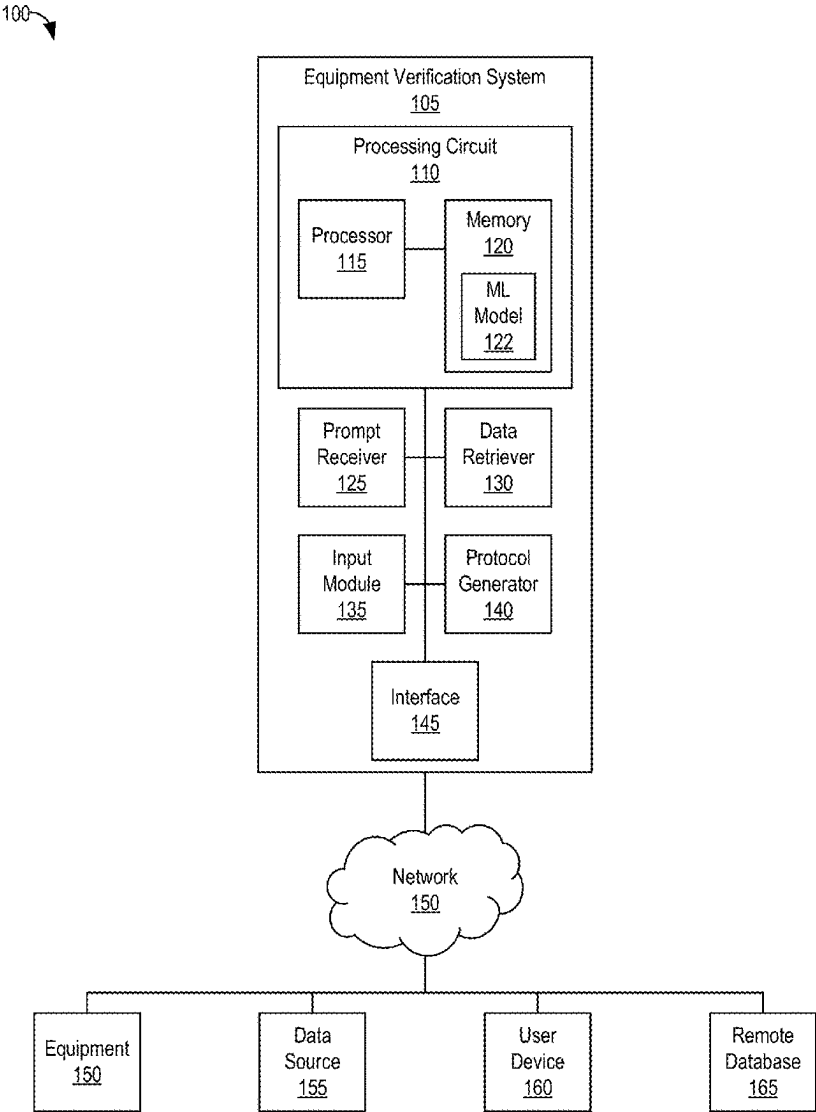 100
Equipment Verification System
105
Processing Circuit
110
Processor
115
Memory
120
ML
Model
122
Prompt
Receiver
125
Data
Retriever
130
Input
Module
135
Protocol
Generator
140
Interface
145
Network
150
Equipment
150
Data
Source
155
User
Device
160
Remote
Database
165